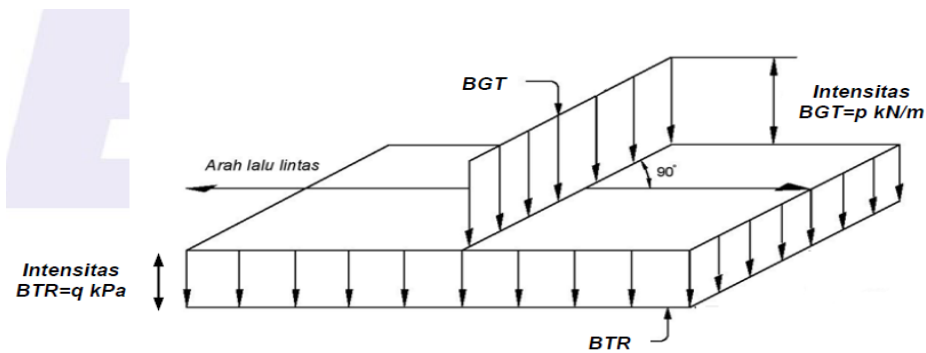 BGT
Intensitas
BGT=p kN/m
Arah lalu lintas
90°
Intensitas
BTR=q kPa
BTR